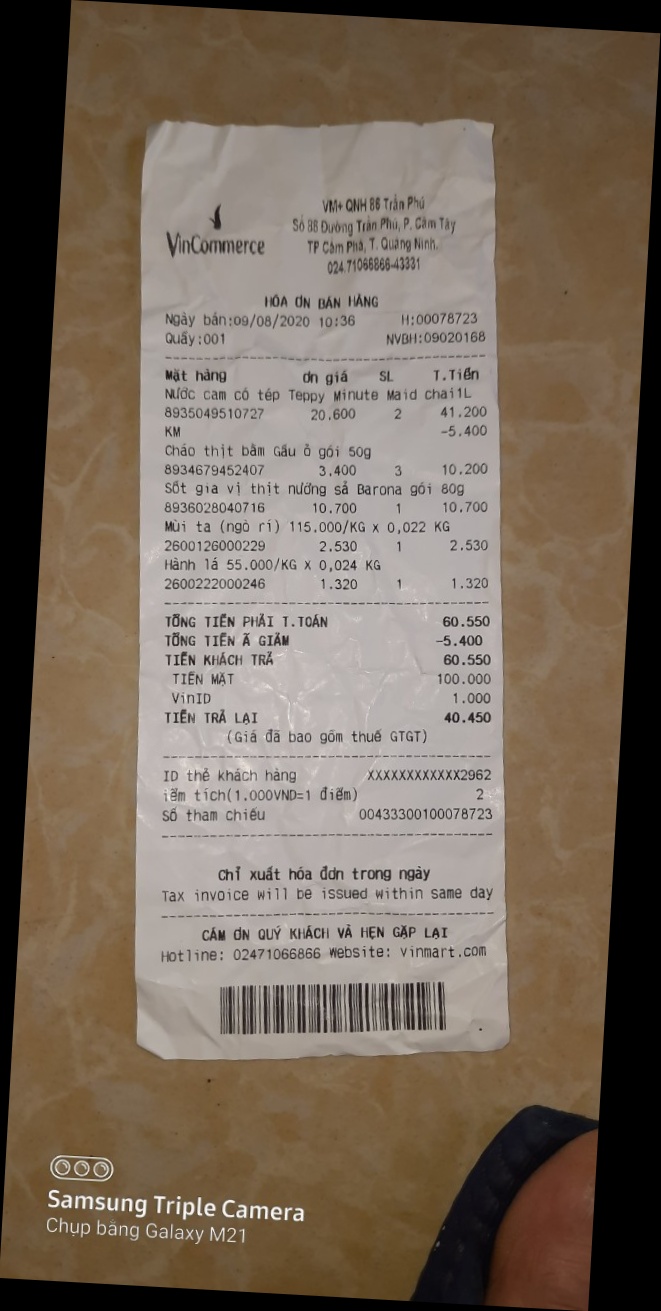 VinCommerce
VM+ QNH 86 Trần Phú
Số 86 Đường Trần Phú, P. Cẩm Tây
TP Cẩm Phả, T. Quảng Ninh.
024.71066866-43331
HÓA ƠN BÁN HÀNG
Ngày bán:09/08/2020 10:36 H:00078723
Quầy:001 NVBH:09020168
Mặt hàng ơn giá SL T.Tiền
Nước cam có tép Teppy Minute Maid chai1L
8935049510727 20.600 2 41.200
KM -5.400
Cháo thịt bằm Gấu ỏ gói 50g
8934679452407 3.400 3 10.200
Sốt gia vị thịt nướng sả Barona gói 80g
8936028040716 10.700 1 10.700
Mùi ta (ngò rí) 115.000/KG X 0,022 KG
2600126000229 2.530 1 2.530
Hành lá 55.000/KG X 0,024 KG
2600222000246 1.320 1 1.320
TỔNG TIỀN PHẢI T.TOÁN 60.550
TỔNG TIỀN Ã GIẢM -5.400
TIỀN KHÁCH TRẢ 60.550
TIỀN MẶT 100.000
VinID 1.000
TIỀN TRẢ LẠI 40.450
(Giá đã bao gồm thuế GTGT)
ID thẻ khách hàng XXXXXXXXXXXX2962
iểm tích(1.000VND=1 điểm) 2
Số tham chiếu 00433300100078723
Chỉ xuất hóa đơn trong ngày
Tax invoice will be issued within same day
CẢM ƠN QUÝ KHÁCH VÀ HẸN GẶP LẠI
Hotline: 02471066866 Website: vinmart.com
Samsung Triple Camera
Chụp bằng Galaxy M21